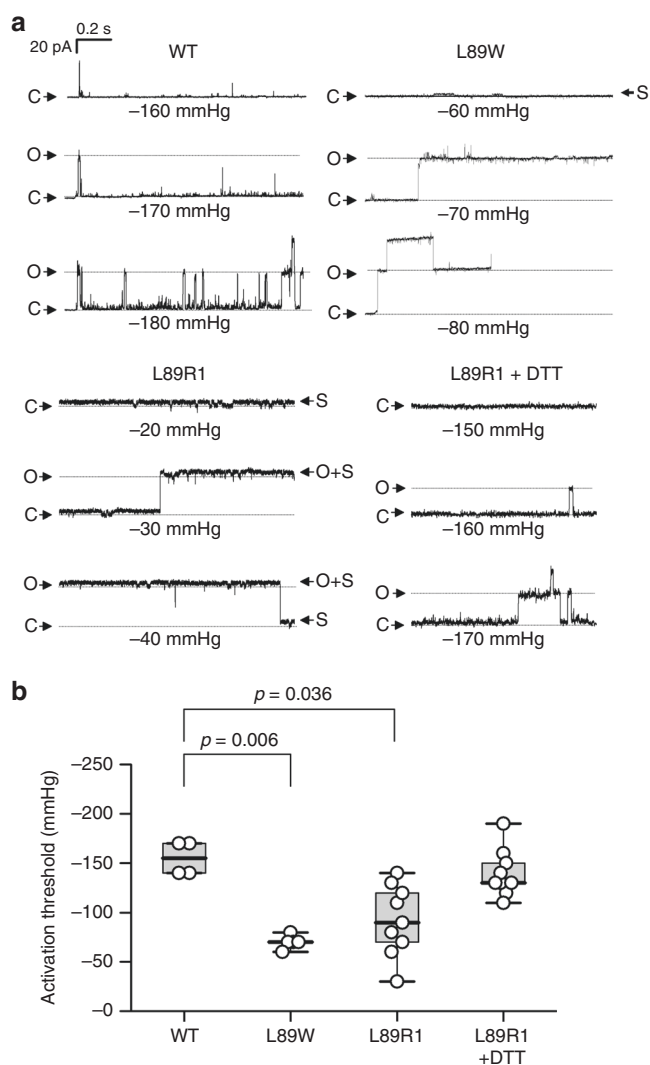 a
0.2 s
20 pA
WT
L89W
C
–160 mmHg
C
S
–60 mmHg
O
C
–170 mmHg
O
C
–70 mmHg
O
C
–180 mmHg
O
C
–80 mmHg
L89R1
L89R1 + DTT
C
S
–20 mmHg
C
–150 mmHg
O
O+S
C
–30 mmHg
O
C
–160 mmHg
O
O+S
C
S
–40 mmHg
O
C
–170 mmHg
b
p = 0.036
p = 0.006
Activation threshold (mmHg)
–250
–200
–150
–100
–50
–0
WT
L89W
L89R1
L89R1
+DTT